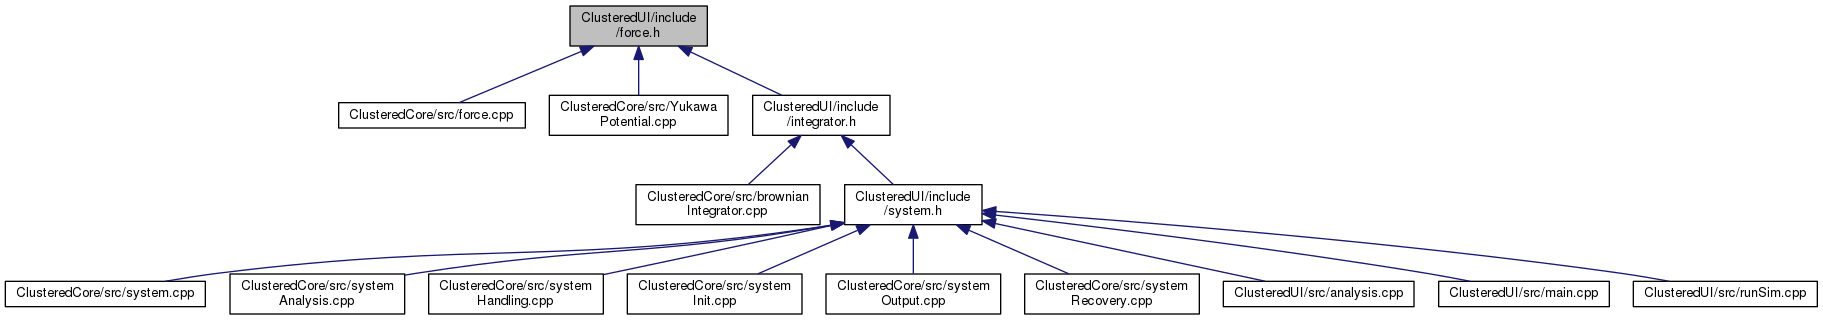 ClusteredUI/include
/force.h
ClusteredCore/src/force.cpp
ClusteredCore/src/Yukawa
Potential.cpp
ClusteredUI/include
/integrator.h
ClusteredCore/src/brownian
Integrator.cpp
ClusteredUI/include
/system.h
ClusteredCore/src/system.cpp
ClusteredCore/src/system
Analysis.cpp
ClusteredCore/src/system
Handling.cpp
ClusteredCore/src/system
Init.cpp
ClusteredCore/src/system
Output.cpp
ClusteredCore/src/system
Recovery.cpp
ClusteredUI/src/analysis.cpp
ClusteredUI/src/main.cpp
ClusteredUI/src/runSim.cpp